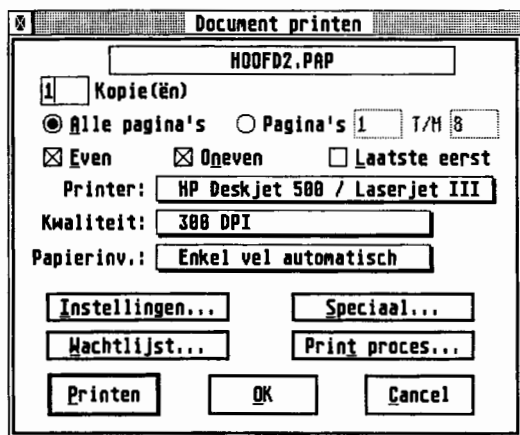 Document printen
HOOFD2.PAP
1 Kopie(ën)
Alle pagina's Pagina's 1 T/M 8
Even Oneven Laatste eerst
Printer: HP Deskjet 500 / Laserjet III
Kwaliteit: 300 DPI
Papierinv.: Enkel vel automatisch
Instellingen... Speciaal...
Wachtlijst... Print proces...
Printen OK Cancel